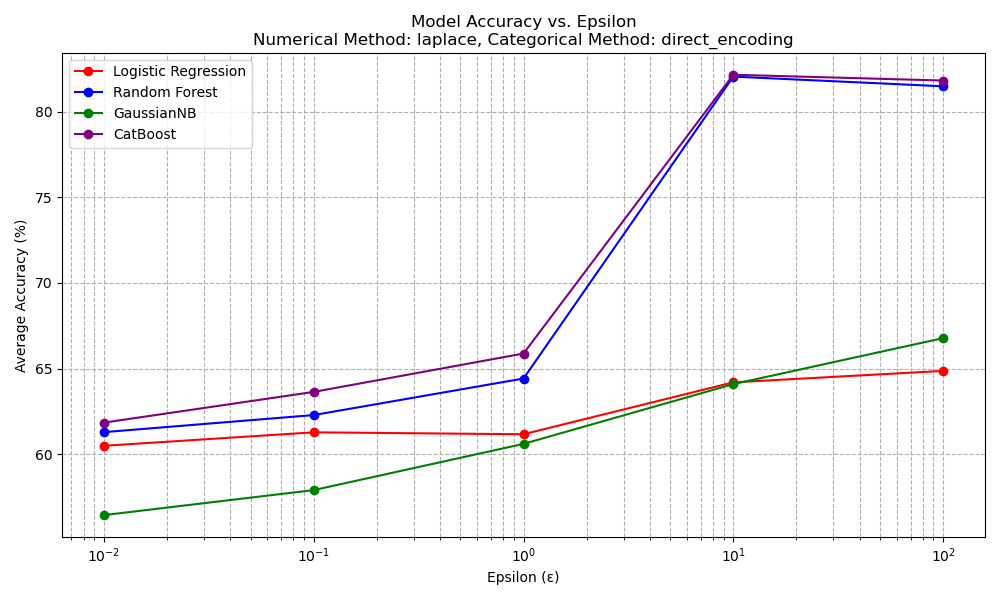 Model Accuracy vs. Epsilon
Numerical Method: laplace, Categorical Method: direct_encoding
Logistic Regression
Random Forest
GaussianNB
CatBoost
Average Accuracy (%)
80
75
70
65
60
10⁻²
10⁻¹
10⁰
10¹
10²
Epsilon (ε)